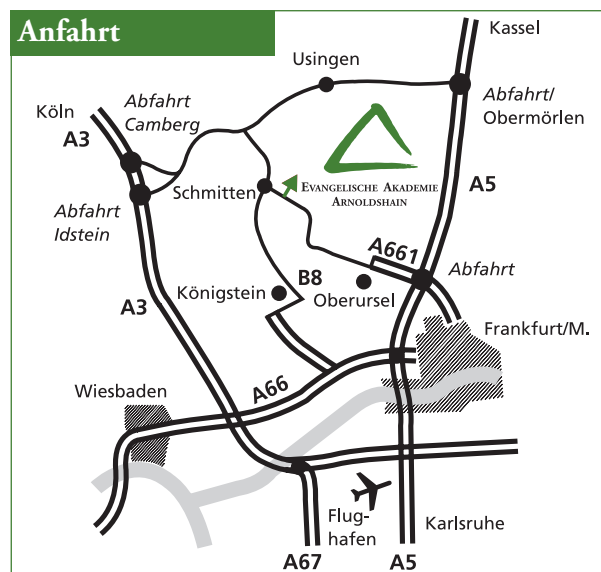 Anfahrt
Kassel
Usingen
Köln
Abfahrt
Camberg
A3
Abfahrt/
Obermörlen
Schmitten
EVANGELISCHE AKADEMIE
ARNOLDSHAIN
A5
Abfahrt
Idstein
A661
Abfahrt
B8
Königstein
Oberursel
A3
Frankfurt/M.
A66
Wiesbaden
Flug-
hafen
Karlsruhe
A67
A5